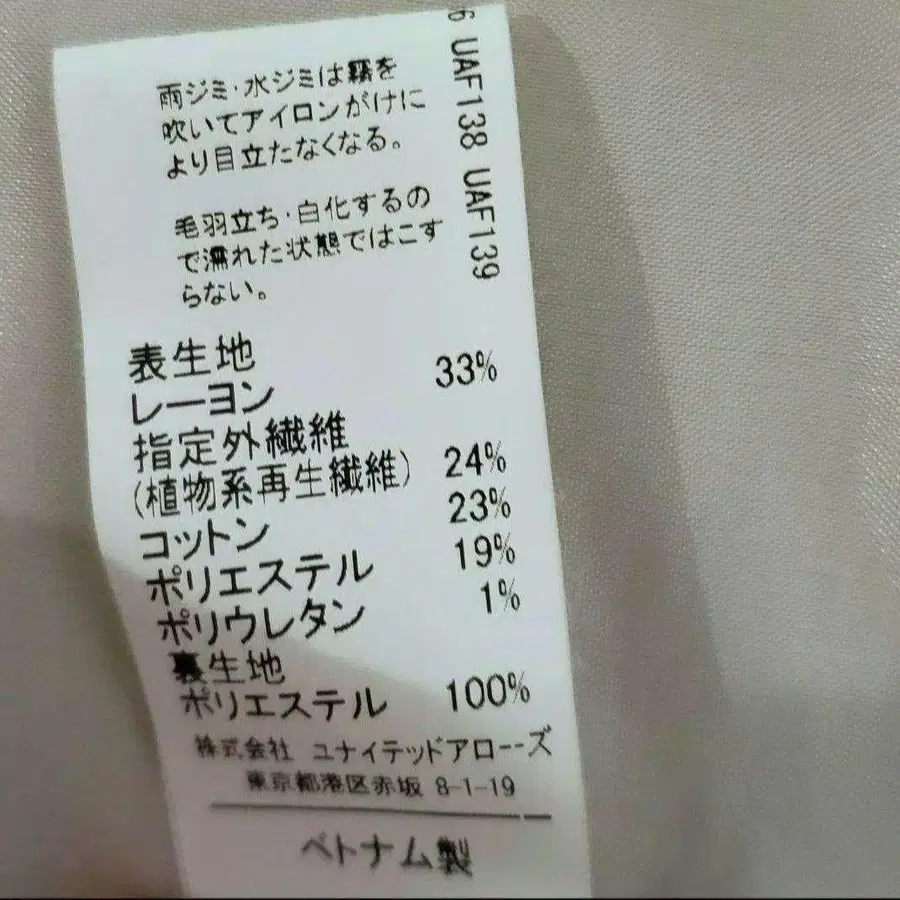 雨ジミ・水ジミは霧を
吹いてアイロンがけに
より目立たなくなる。
毛羽立ち・白化するの
で濡れた状態ではこす
らない。
6 UAF138 UAF139
表生地
レーヨン 33%
指定外繊維
(植物系再生繊維) 24%
コットン 23%
ポリエステル 19%
ポリウレタン 1%
裏生地
ポリエステル 100%
株式会社 ユナイテッドアローズ
東京都港区赤坂 8-1-19
ベトナム製